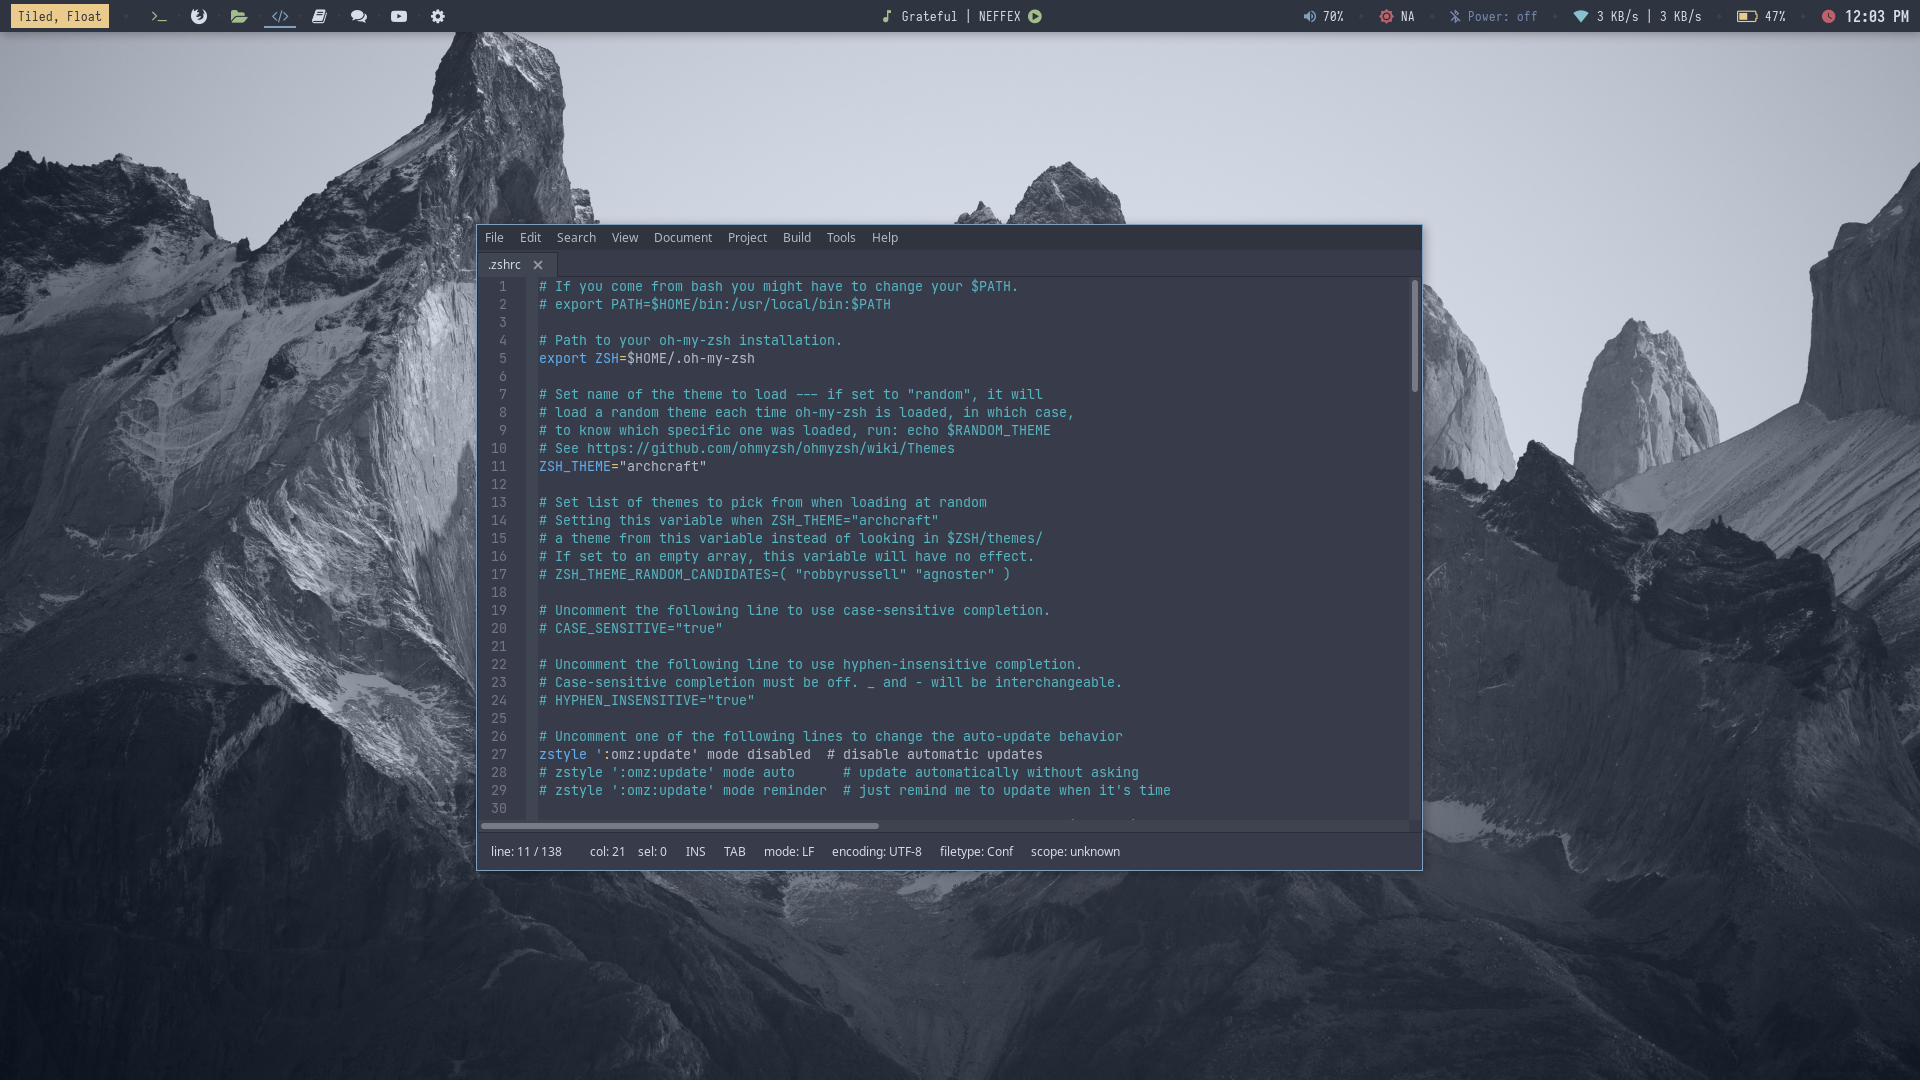 Tiled, Float
Grateful | NEFFEX
70%
NA
Power: off
3 KB/s | 3 KB/s
47%
12:03 PM
File Edit Search View Document Project Build Tools Help
.zshrc
1 # If you come from bash you might have to change your $PATH.
2 # export PATH=$HOME/bin:/usr/local/bin:$PATH
3
4 # Path to your oh-my-zsh installation.
5 export ZSH=$HOME/.oh-my-zsh
6
7 # Set name of the theme to load --- if set to "random", it will
8 # load a random theme each time oh-my-zsh is loaded, in which case,
9 # to know which specific one was loaded, run: echo $RANDOM_THEME
10 # See https://github.com/ohmyzsh/ohmyzsh/wiki/Themes
11 ZSH_THEME="archcraft"
12
13 # Set list of themes to pick from when loading at random
14 # Setting this variable when ZSH_THEME="archcraft"
15 # a theme from this variable instead of looking in $ZSH/themes/
16 # If set to an empty array, this variable will have no effect.
17 # ZSH_THEME_RANDOM_CANDIDATES=( "robbyrussell" "agnoster" )
18
19 # Uncomment the following line to use case-sensitive completion.
20 # CASE_SENSITIVE="true"
21
22 # Uncomment the following line to use hyphen-insensitive completion.
23 # Case-sensitive completion must be off. _ and - will be interchangeable.
24 # HYPHEN_INSENSITIVE="true"
25
26 # Uncomment one of the following lines to change the auto-update behavior
27 zstyle ':omz:update' mode disabled  # disable automatic updates
28 # zstyle ':omz:update' mode auto      # update automatically without asking
29 # zstyle ':omz:update' mode reminder  # just remind me to update when it's time
30
line: 11 / 138 col: 21 sel: 0 INS TAB mode: LF encoding: UTF-8 filetype: Conf scope: unknown